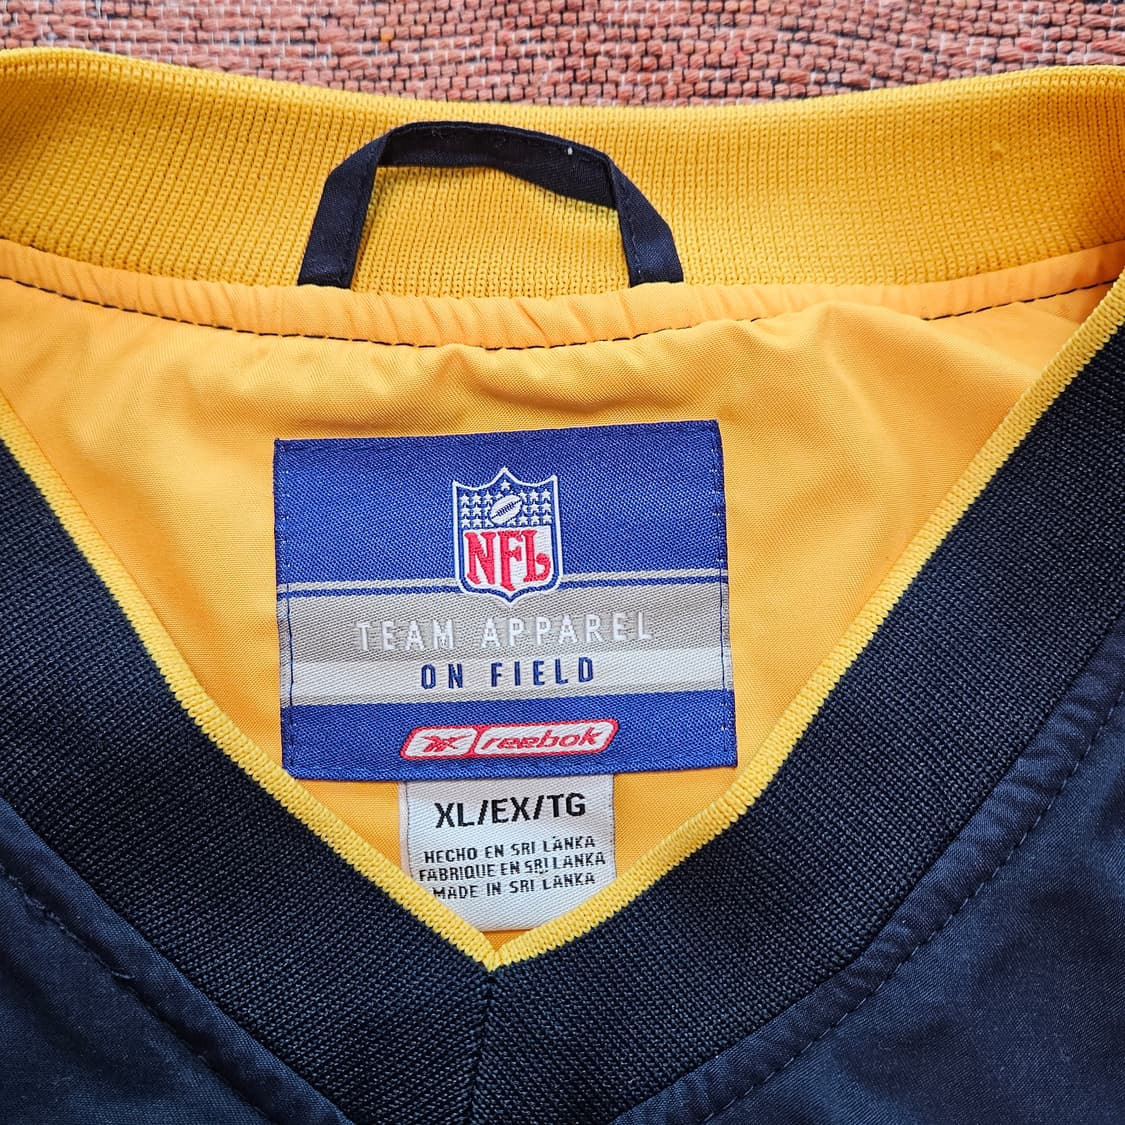 NFL
TEAM APPAREL
ON FIELD
reebok
XL/EX/TG
HECHO EN SRI LANKA
FABRIQUE EN SRI LANKA
MADE IN SRI LANKA